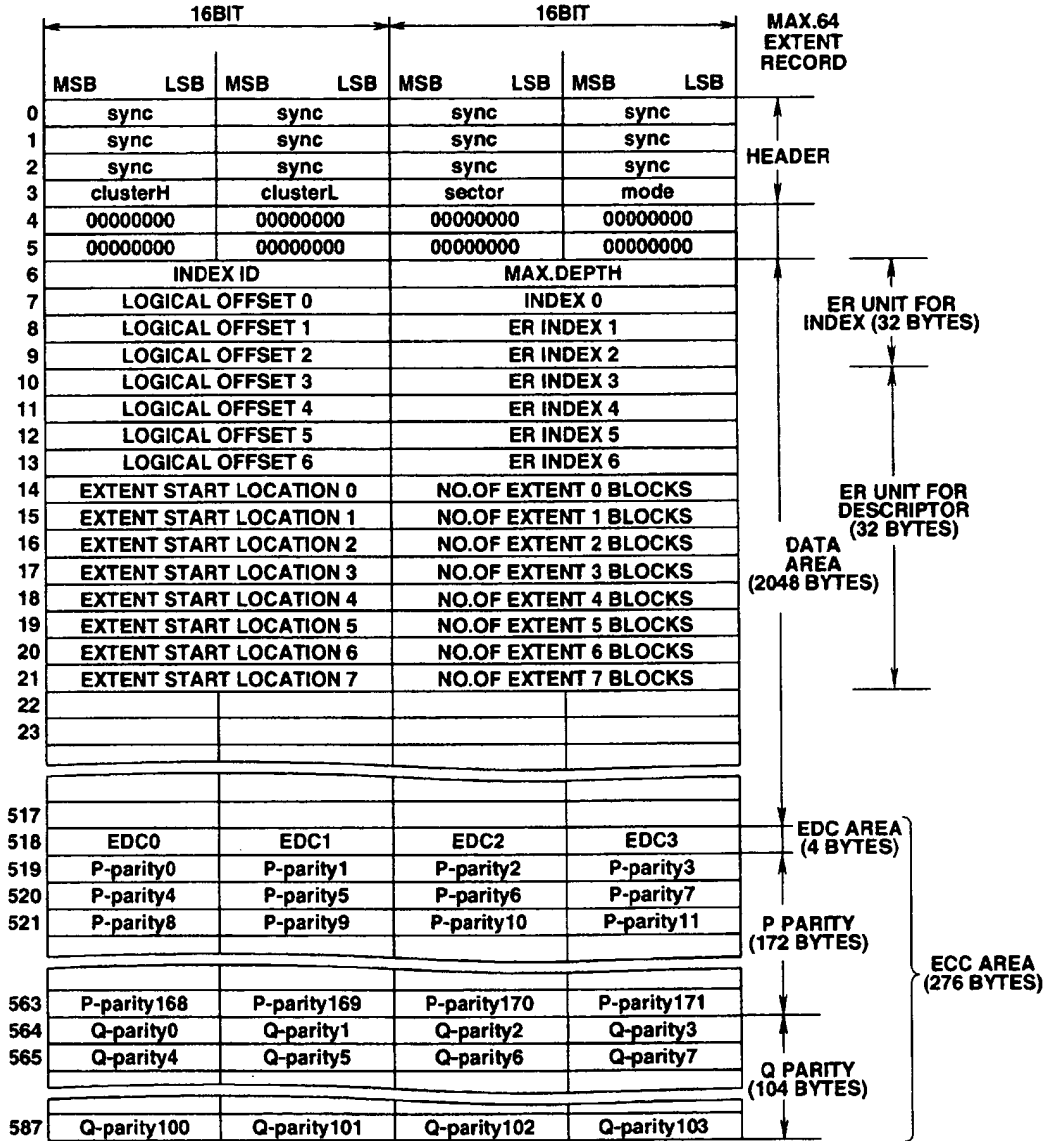 16BIT 16BIT
MAX.64
EXTENT
RECORD
MSB LSB MSB LSB MSB LSB MSB LSB
0 sync sync sync sync
1 sync sync sync sync
HEADER
2 sync sync sync sync
3 clusterH clusterL sector mode
4 00000000 00000000 00000000 00000000
5 00000000 00000000 00000000 00000000
6 INDEX ID MAX.DEPTH
7 LOGICAL OFFSET 0 INDEX 0
ER UNIT FOR
INDEX (32 BYTES)
8 LOGICAL OFFSET 1 ER INDEX 1
9 LOGICAL OFFSET 2 ER INDEX 2
10 LOGICAL OFFSET 3 ER INDEX 3
11 LOGICAL OFFSET 4 ER INDEX 4
12 LOGICAL OFFSET 5 ER INDEX 5
13 LOGICAL OFFSET 6 ER INDEX 6
14 EXTENT START LOCATION 0 NO.OF EXTENT 0 BLOCKS
ER UNIT FOR
DESCRIPTOR
(32 BYTES)
15 EXTENT START LOCATION 1 NO.OF EXTENT 1 BLOCKS
16 EXTENT START LOCATION 2 NO.OF EXTENT 2 BLOCKS
DATA
AREA
(2048 BYTES)
17 EXTENT START LOCATION 3 NO.OF EXTENT 3 BLOCKS
18 EXTENT START LOCATION 4 NO.OF EXTENT 4 BLOCKS
19 EXTENT START LOCATION 5 NO.OF EXTENT 5 BLOCKS
20 EXTENT START LOCATION 6 NO.OF EXTENT 6 BLOCKS
21 EXTENT START LOCATION 7 NO.OF EXTENT 7 BLOCKS
22
23
517
518 EDC0 EDC1 EDC2 EDC3
EDC AREA
(4 BYTES)
519 P-parity0 P-parity1 P-parity2 P-parity3
520 P-parity4 P-parity5 P-parity6 P-parity7
521 P-parity8 P-parity9 P-parity10 P-parity11
P PARITY
(172 BYTES)
ECC AREA
(276 BYTES)
563 P-parity168 P-parity169 P-parity170 P-parity171
564 Q-parity0 Q-parity1 Q-parity2 Q-parity3
565 Q-parity4 Q-parity5 Q-parity6 Q-parity7
Q PARITY
(104 BYTES)
587 Q-parity100 Q-parity101 Q-parity102 Q-parity103